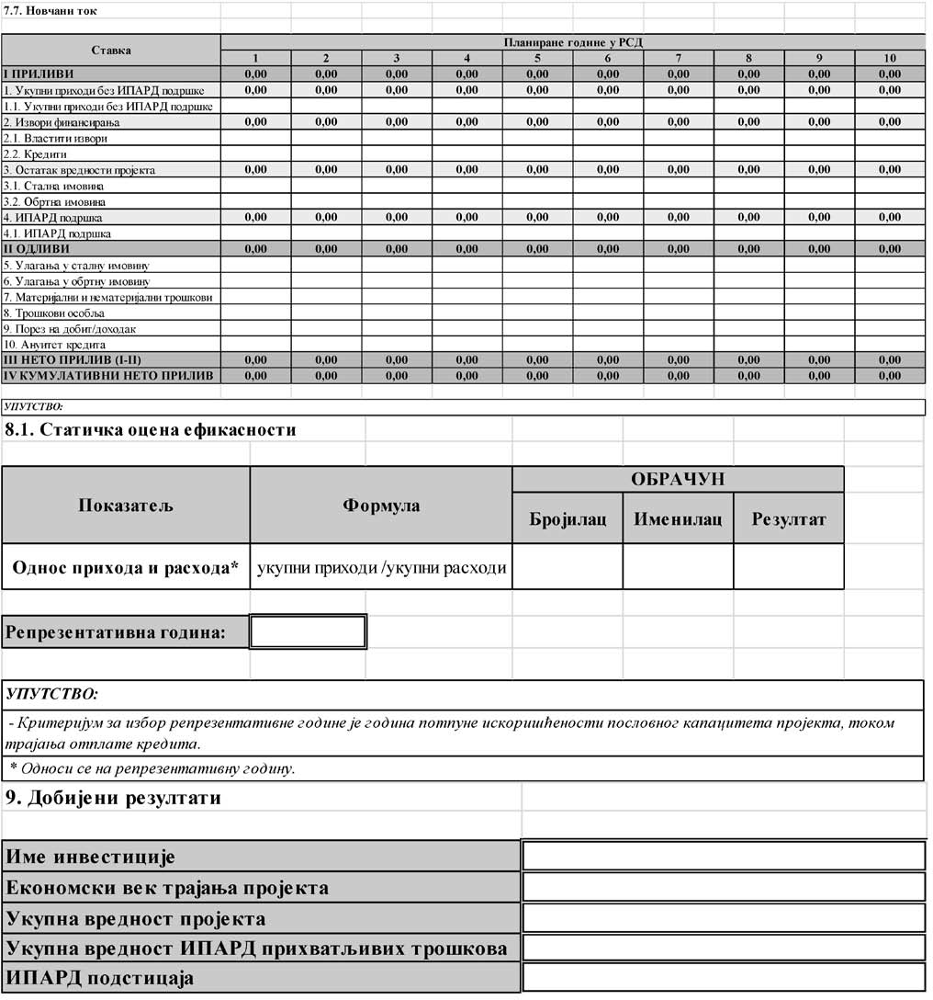 7.7. Новчани ток
Ставка
Планиране године у РСД
1 2 3 4 5 6 7 8 9 10
I ПРИЛИВИ 0,00 0,00 0,00 0,00 0,00 0,00 0,00 0,00 0,00 0,00
1. Укупни приходи без ИПАРД подршке 0,00 0,00 0,00 0,00 0,00 0,00 0,00 0,00 0,00 0,00
1.1. Укупни приходи без ИПАРД подршке
2. Извори финансирања 0,00 0,00 0,00 0,00 0,00 0,00 0,00 0,00 0,00 0,00
2.1. Властити извори
2.2. Кредити
3. Остатак вредности пројекта 0,00 0,00 0,00 0,00 0,00 0,00 0,00 0,00 0,00 0,00
3.1. Стална имовина
3.2. Обртна имовина
4. ИПАРД подршка 0,00 0,00 0,00 0,00 0,00 0,00 0,00 0,00 0,00 0,00
4.1. ИПАРД подршка
II ОДЛИВИ 0,00 0,00 0,00 0,00 0,00 0,00 0,00 0,00 0,00 0,00
5. Улагања у сталну имовину
6. Улагања у обртну имовину
7. Материјални и нематеријални трошкови
8. Трошкови особља
9. Порез на добит/доходак
10. Ануитет кредита
III НЕТО ПРИЛИВ (I-II) 0,00 0,00 0,00 0,00 0,00 0,00 0,00 0,00 0,00 0,00
IV КУМУЛАТИВНИ НЕТО ПРИЛИВ 0,00 0,00 0,00 0,00 0,00 0,00 0,00 0,00 0,00 0,00
УПУТСТВО:
8.1. Статичка оцена ефикасности
Показатељ Формула ОБРАЧУН
Бројилац Именилац Резултат
Однос прихода и расхода* укупни приходи /укупни расходи
Репрезентативна година:
УПУТСТВО:
- Критеријум за избор репрезентативне године је година потпуне искоришћености пословног капацитета пројекта, током
трајања отплате кредита.
* Односи се на репрезентативну годину.
9. Добијени резултати
Име инвестиције
Економски век трајања пројекта
Укупна вредност пројекта
Укупна вредност ИПАРД прихватљивих трошкова
ИПАРД подстицаја